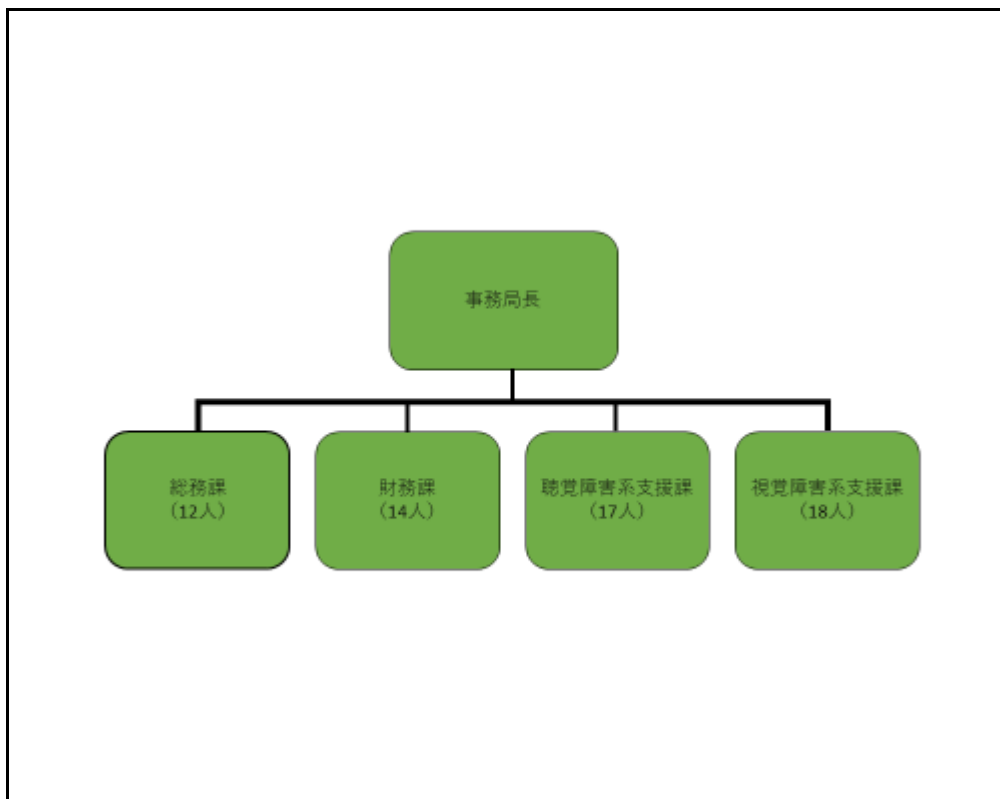 事務局長
総務課
（12人）
財務課
（14人）
聴覚障害系支援課
（17人）
視覚障害系支援課
（18人）